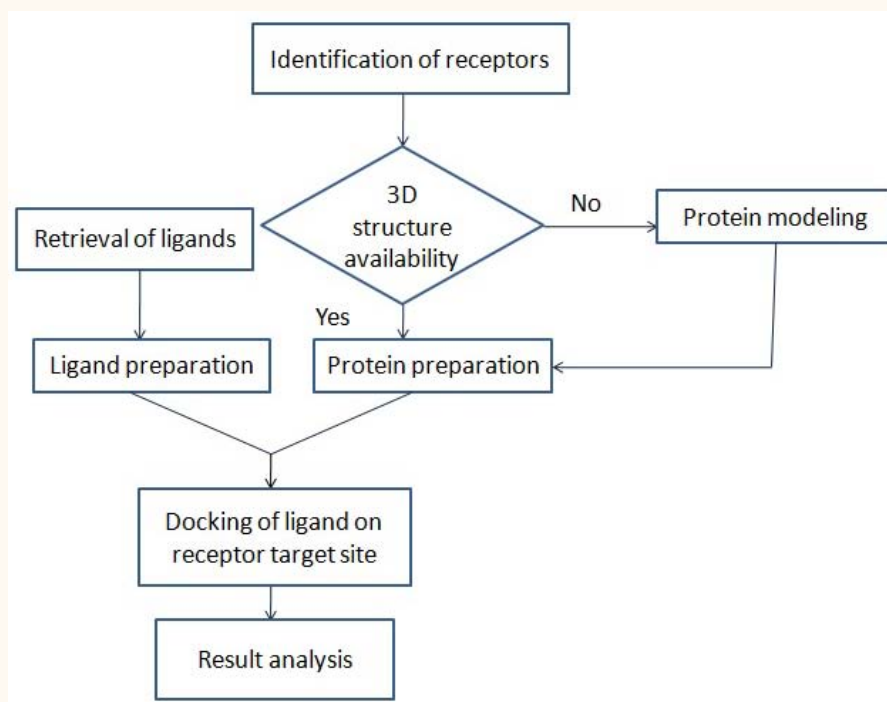 Identification of receptors
3D
structure
availability
No
Protein modeling
Retrieval of ligands
Yes
Ligand preparation
Protein preparation
Docking of ligand on
receptor target site
Result analysis